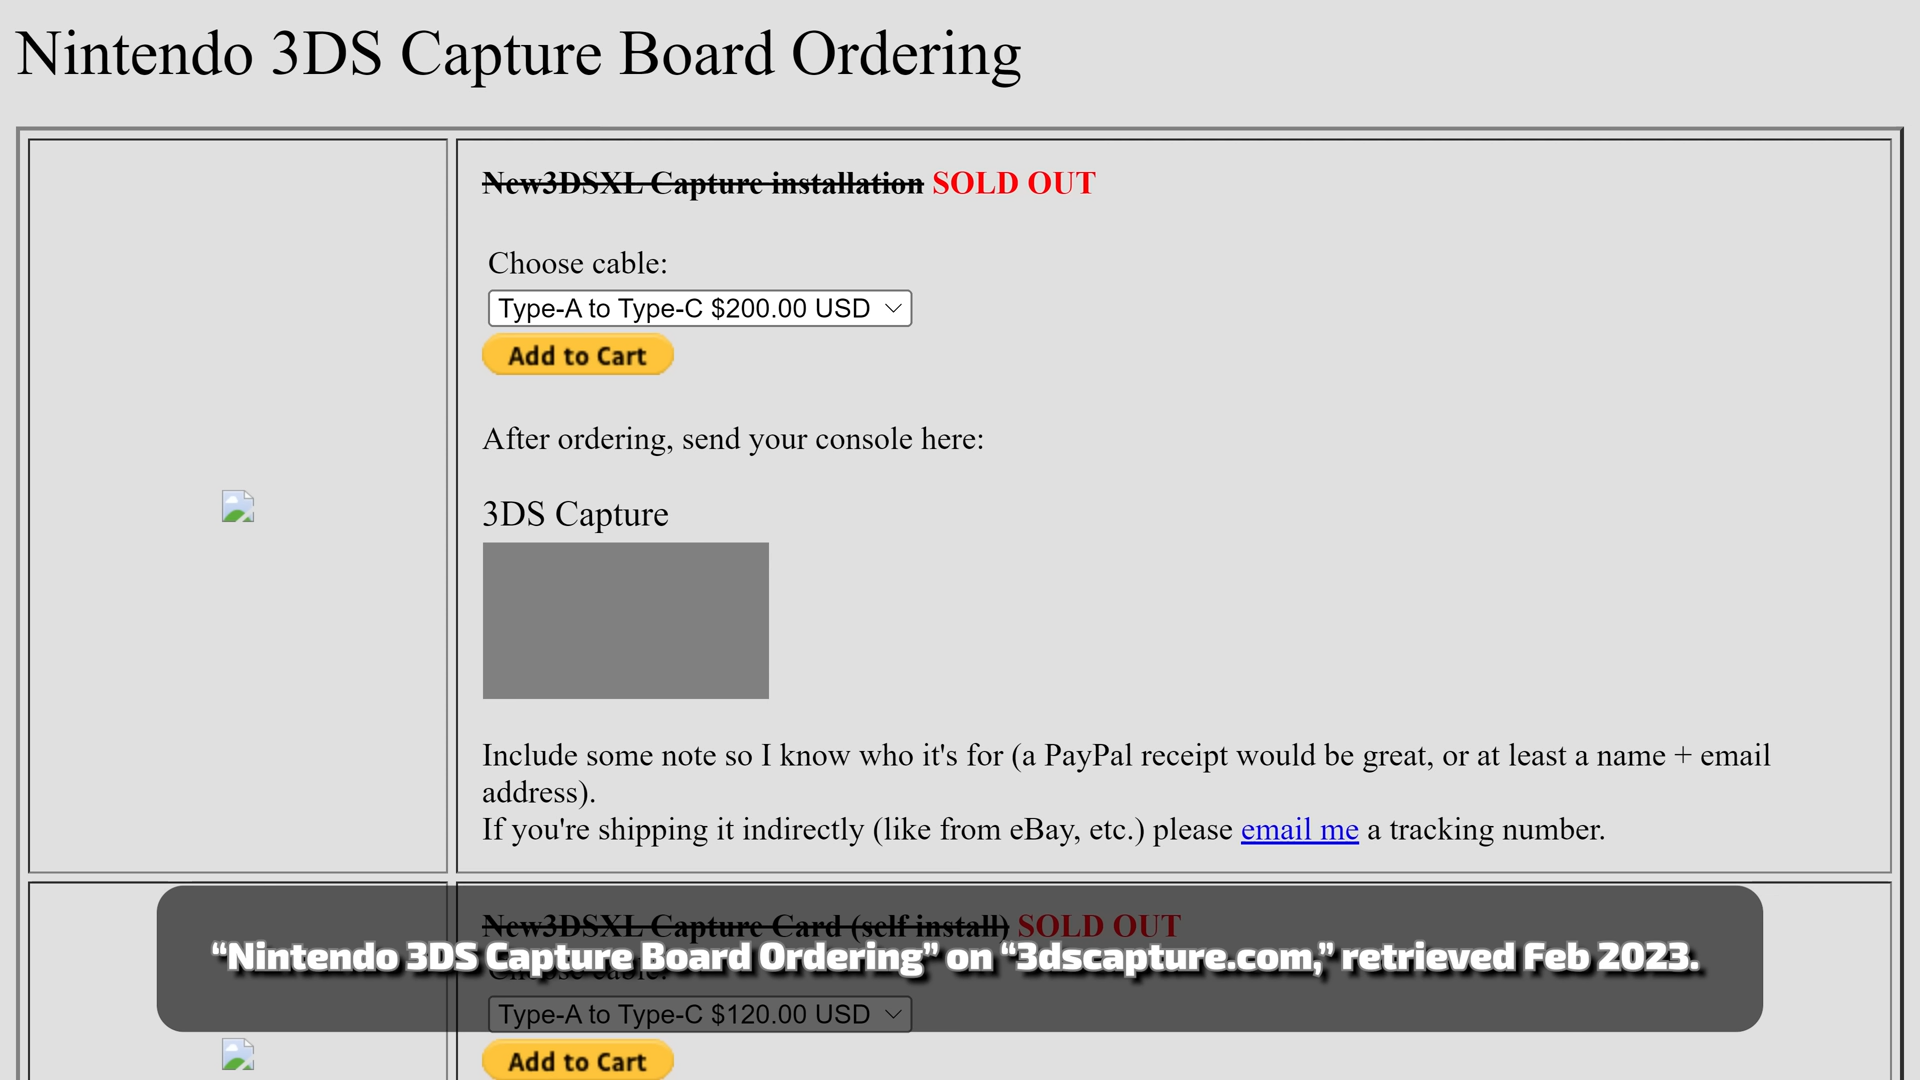 Nintendo 3DS Capture Board Ordering
New3DSXL Capture installation SOLD OUT
Choose cable:
Type-A to Type-C $200.00 USD
Add to Cart
After ordering, send your console here:
3DS Capture
Include some note so I know who it's for (a PayPal receipt would be great, or at least a name + email
address).
If you're shipping it indirectly (like from eBay, etc.) please email me a tracking number.
New3DSXL Capture Card (self install) SOLD OUT
“Nintendo 3DS Capture Board Ordering” on “3dscapture.com,” retrieved Feb 2023.
Choose cable:
Type-A to Type-C $120.00 USD
Add to Cart